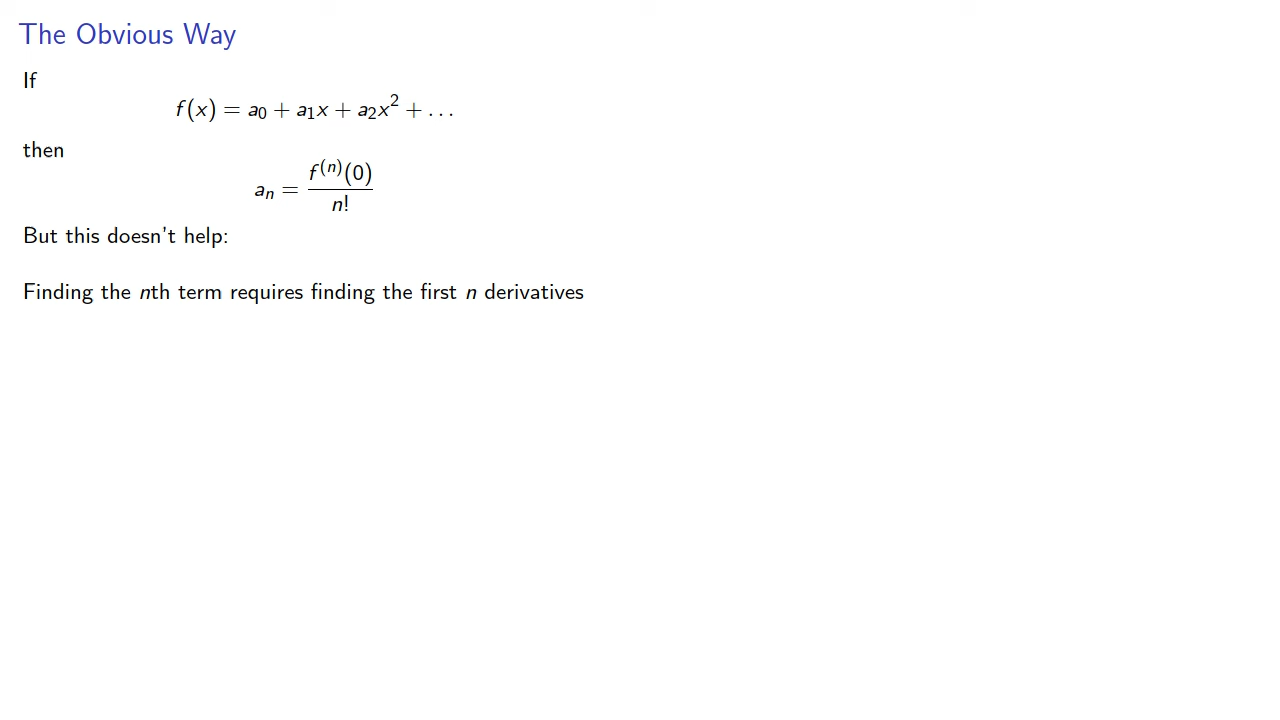 The Obvious Way
If
f(x) = a₀ + a₁x + a₂x² + . . .
then
aₙ = f⁽ⁿ⁾(0) / n!
But this doesn't help:
Finding the nth term requires finding the first n derivatives